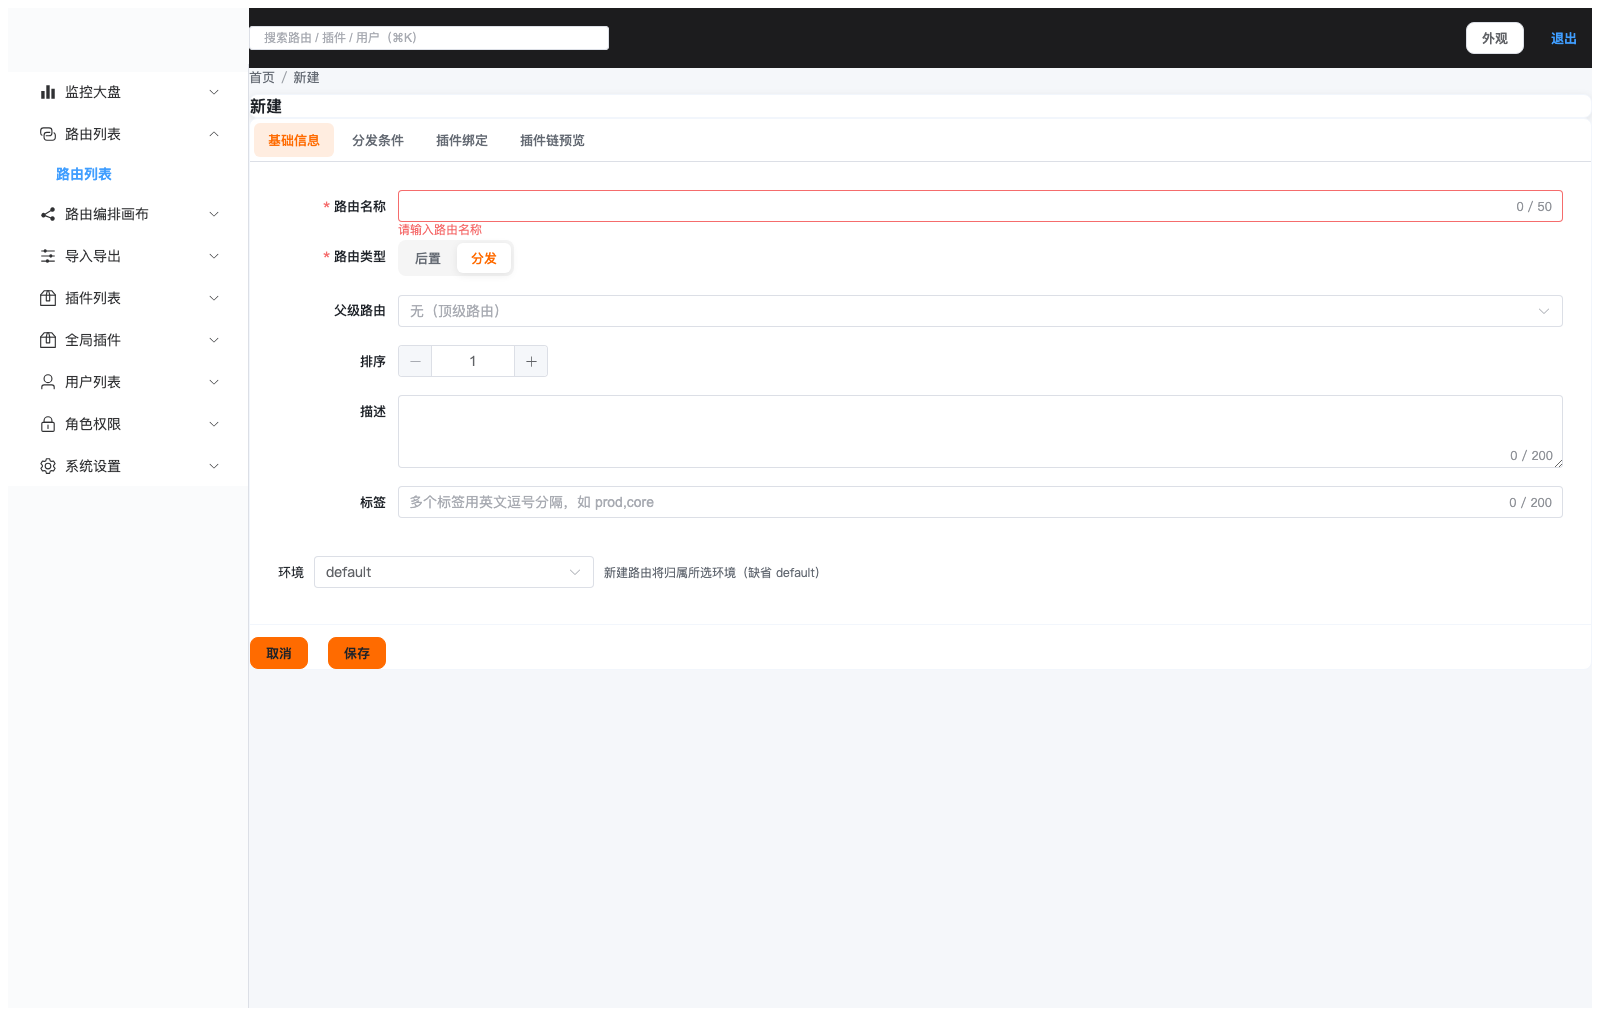 搜索路由 / 插件 / 用户（⌘K）
外观
退出
监控大盘
路由列表
路由列表
路由编排画布
导入导出
插件列表
全局插件
用户列表
角色权限
系统设置
首页 / 新建
新建
基础信息 分发条件 插件绑定 插件链预览
* 路由名称
0 / 50
请输入路由名称
* 路由类型 后置 分发
父级路由 无（顶级路由）
排序 1
描述
0 / 200
标签 多个标签用英文逗号分隔，如 prod,core 0 / 200
环境 default 新建路由将归属所选环境（缺省 default）
取消 保存